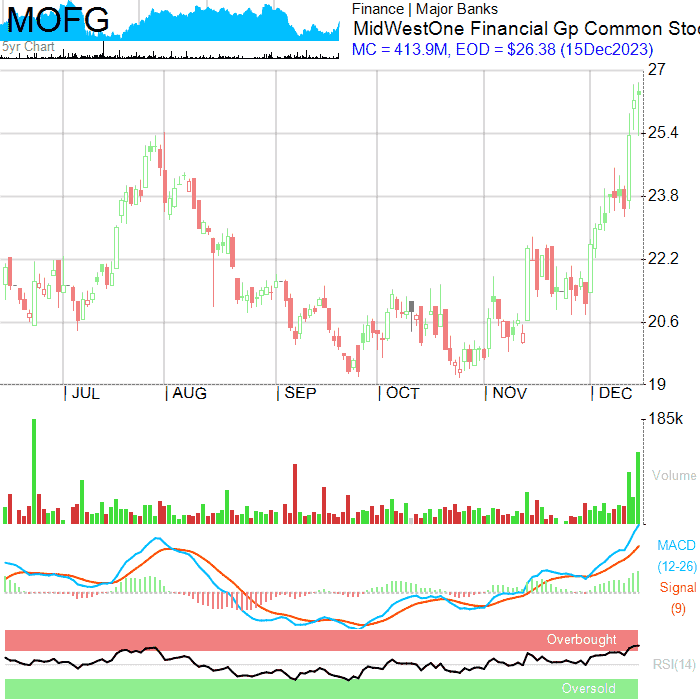 MOFG
5yr Chart
Finance | Major Banks
MidWestOne Financial Gp Common Sto
MC = 413.9M, EOD = $26.38 (15Dec2023)
27
25.4
23.8
22.2
20.6
19
JUL
AUG
SEP
OCT
NOV
DEC
185k
Volume
MACD
(12-26)
Signal
(9)
Overbought
RSI(14)
Oversold